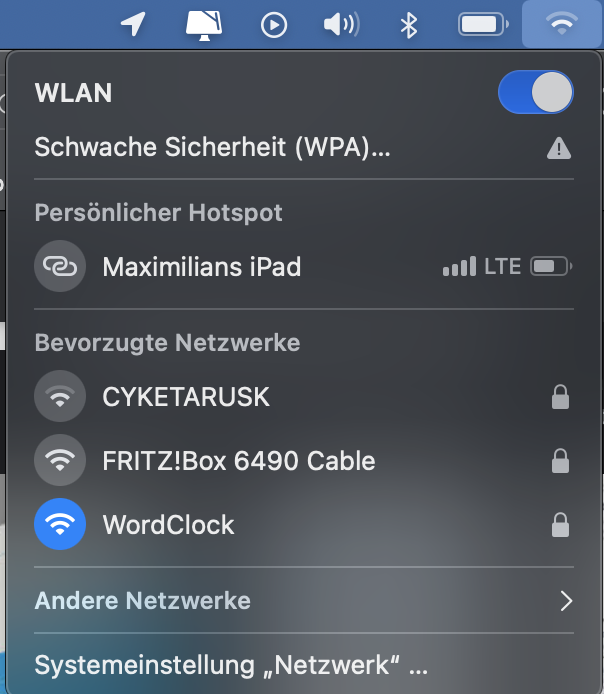 WLAN
Schwache Sicherheit (WPA)...
Persönlicher Hotspot
Maximilians iPad LTE
Bevorzugte Netzwerke
CYKETARUSK
FRITZ!Box 6490 Cable
WordClock
Andere Netzwerke
Systemeinstellung „Netzwerk“ ...